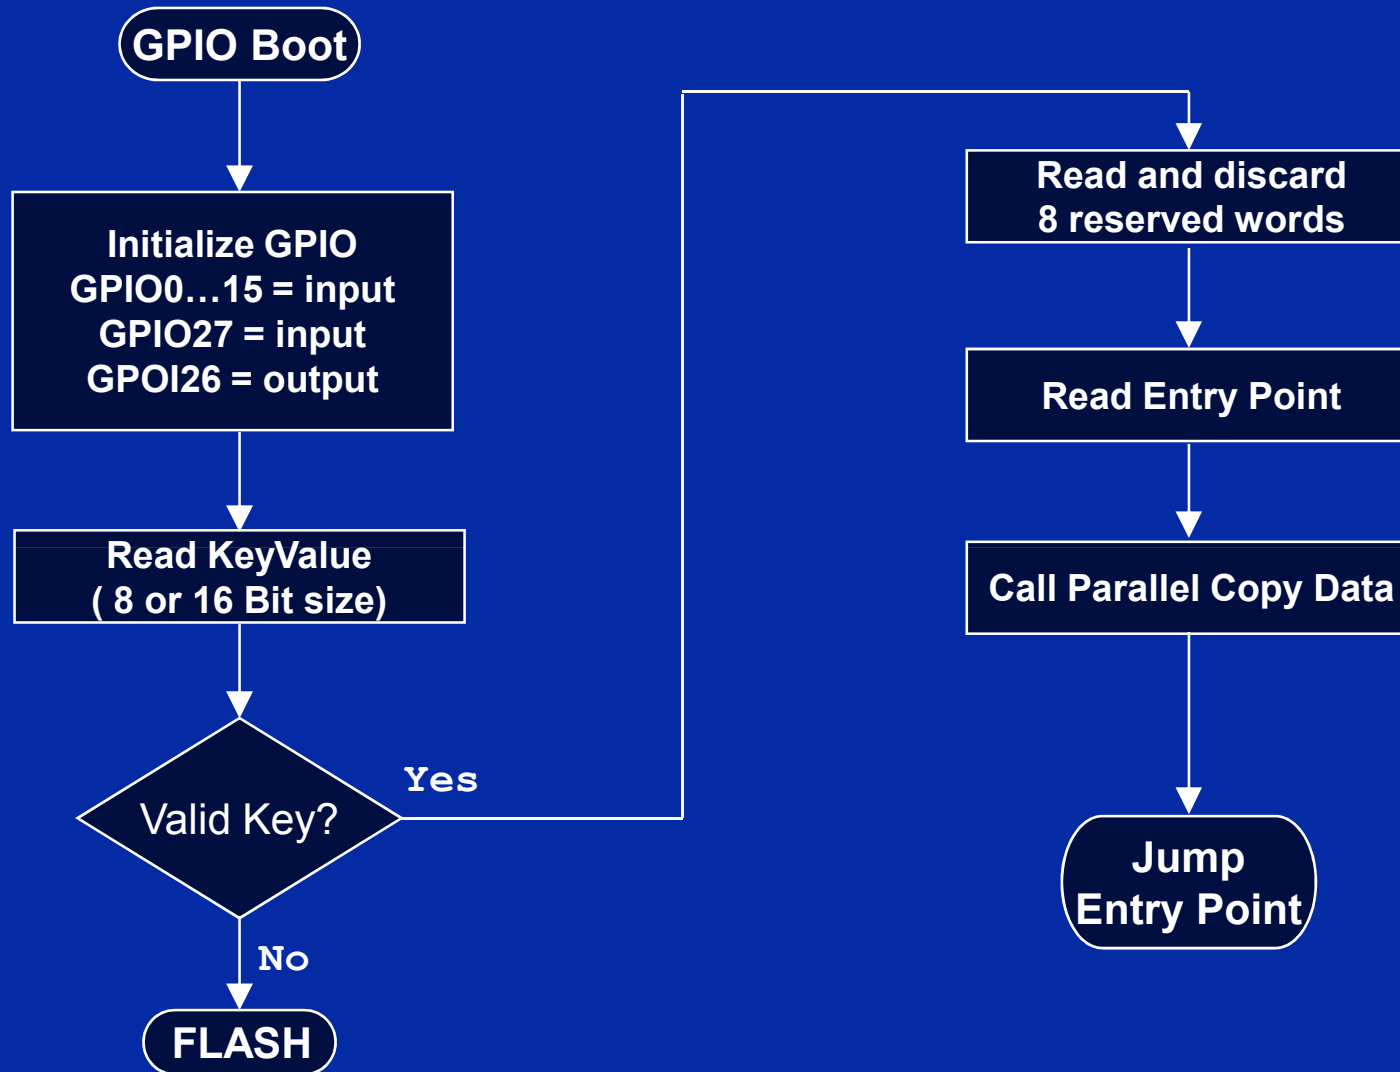 GPIO Boot
Initialize GPIO
GPIO0…15 = input
GPIO27 = input
GPOI26 = output
Read KeyValue
( 8 or 16 Bit size)
Valid Key?
Yes
No
FLASH
Read and discard
8 reserved words
Read Entry Point
Call Parallel Copy Data
Jump
Entry Point